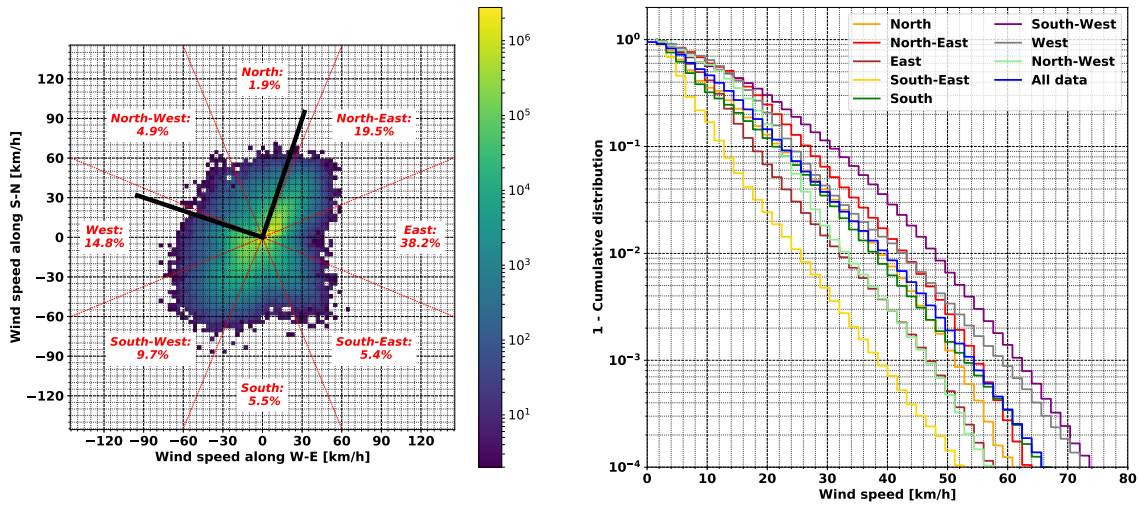 North:
1.9%
North-West:
4.9%
North-East:
19.5%
West:
14.8%
East:
38.2%
South-West:
9.7%
South-East:
5.4%
South:
5.5%
120
90
60
30
0
−30
−60
−90
−120
Wind speed along S-N [km/h]
−120 −90 −60 −30 0 30 60 90 120
Wind speed along W-E [km/h]
10^6
10^5
10^4
10^3
10^2
10^1
North
North-East
East
South-East
South
South-West
West
North-West
All data
10^0
10^−1
10^−2
10^−3
10^−4
1 - Cumulative distribution
0 10 20 30 40 50 60 70 80
Wind speed [km/h]